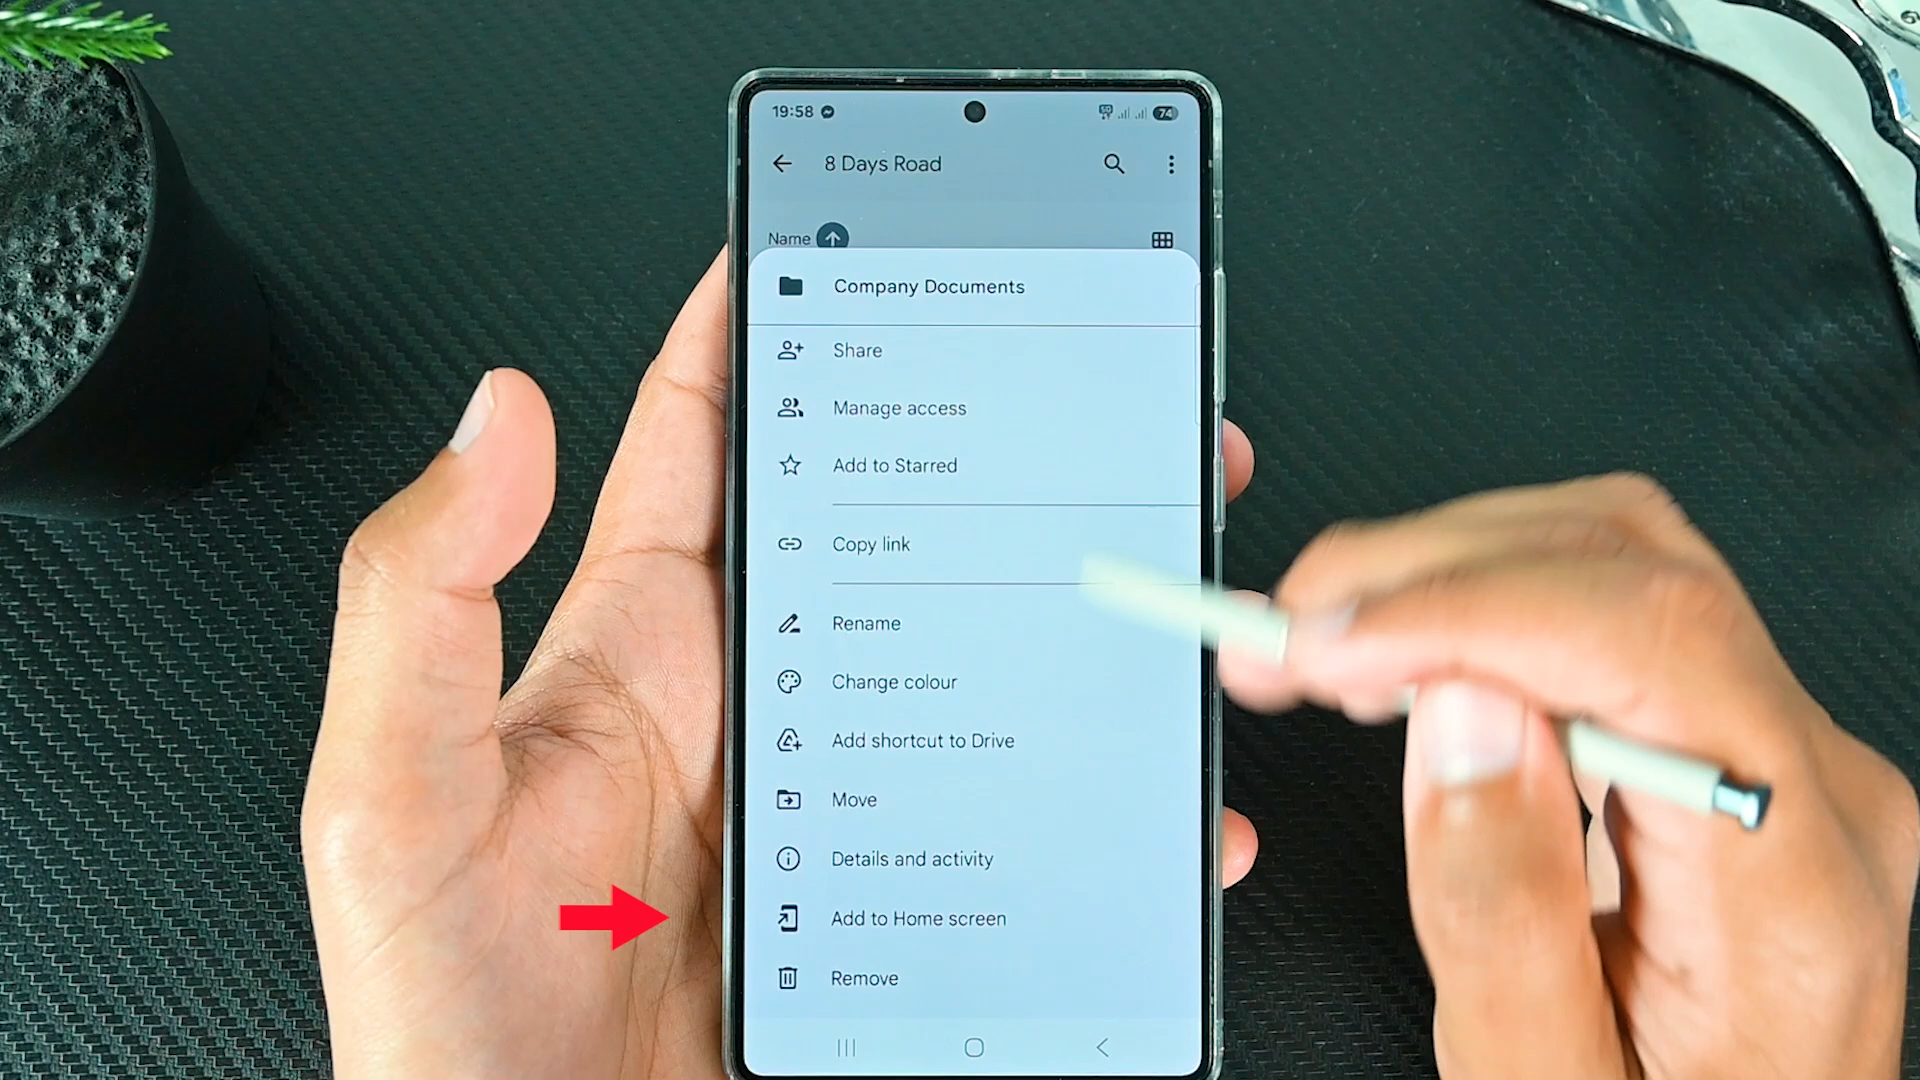 19:58
74
8 Days Road
Name
Company Documents
Share
Manage access
Add to Starred
Copy link
Rename
Change colour
Add shortcut to Drive
Move
Details and activity
Add to Home screen
Remove